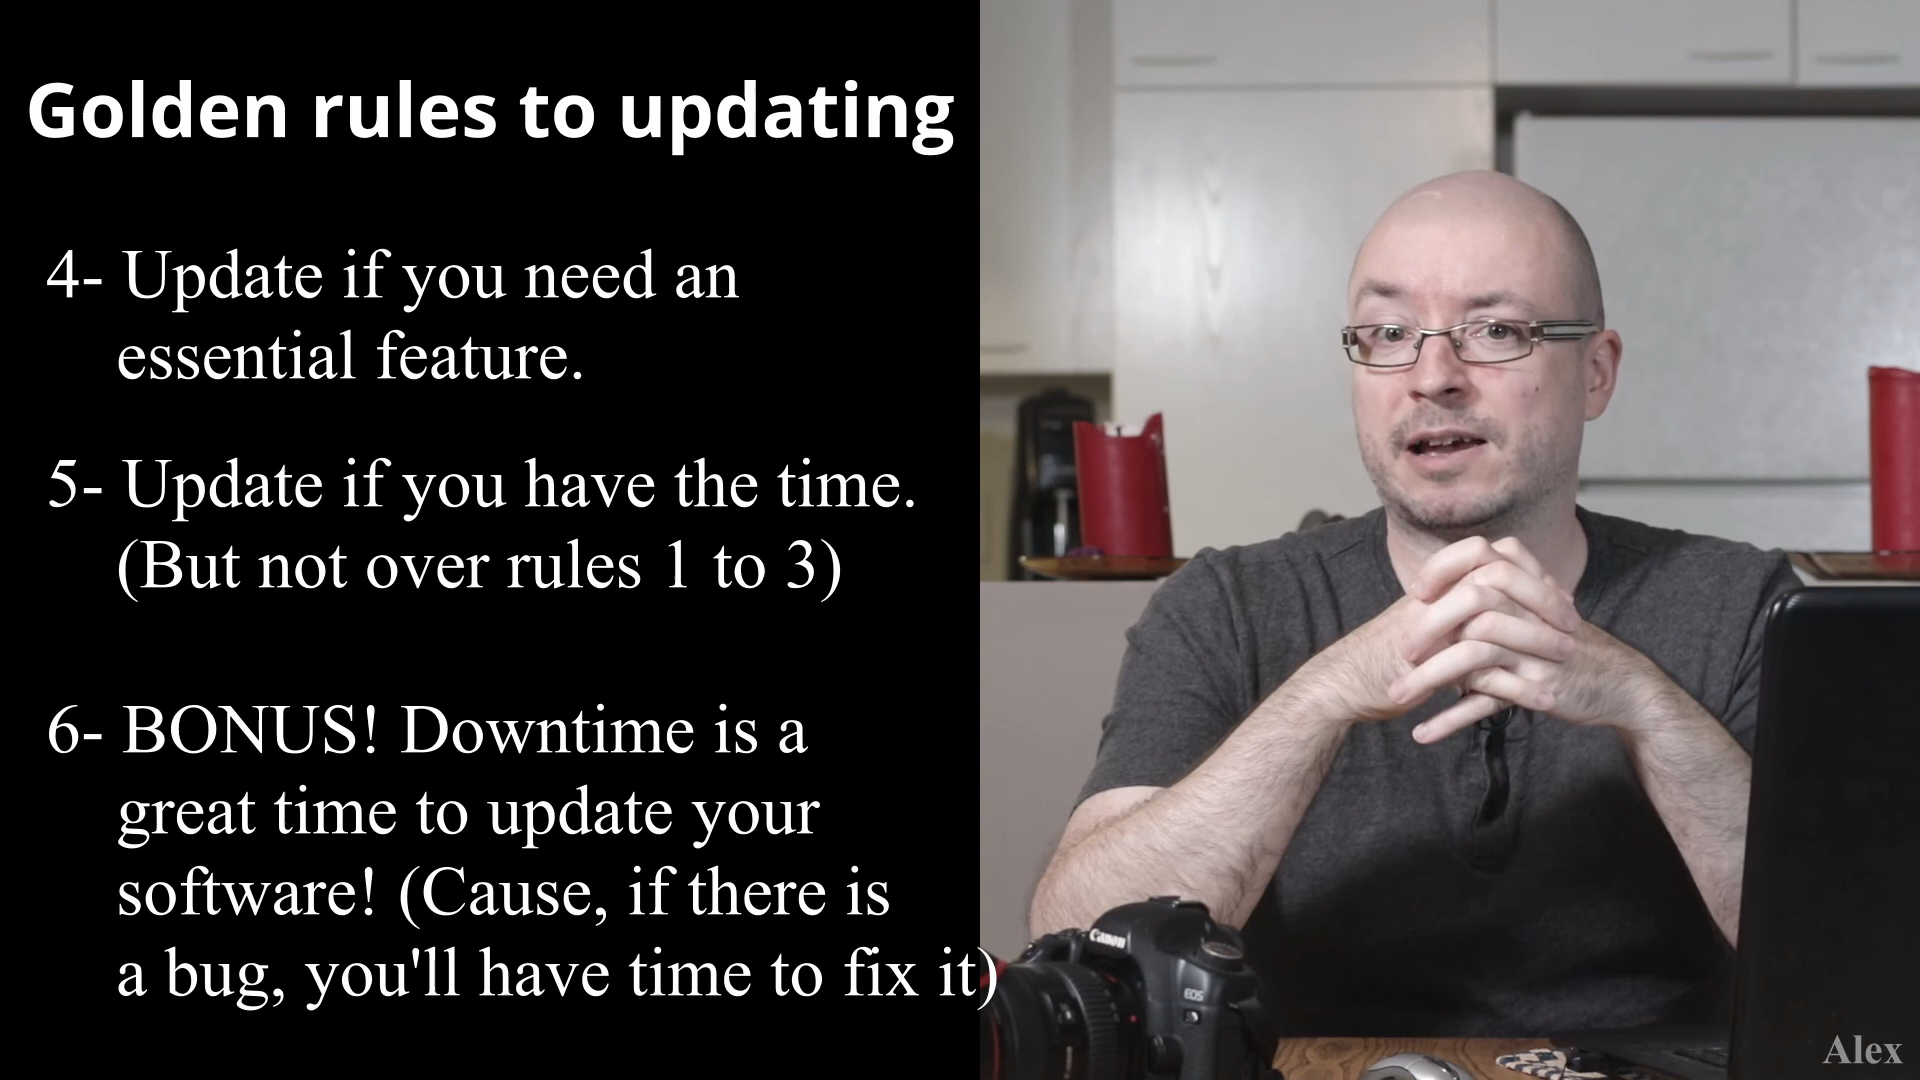 Golden rules to updating
4- Update if you need an
essential feature.
5- Update if you have the time.
(But not over rules 1 to 3)
6- BONUS! Downtime is a
great time to update your
software! (Cause, if there is
a bug, you'll have time to fix it)
Canon
EOS
Alex